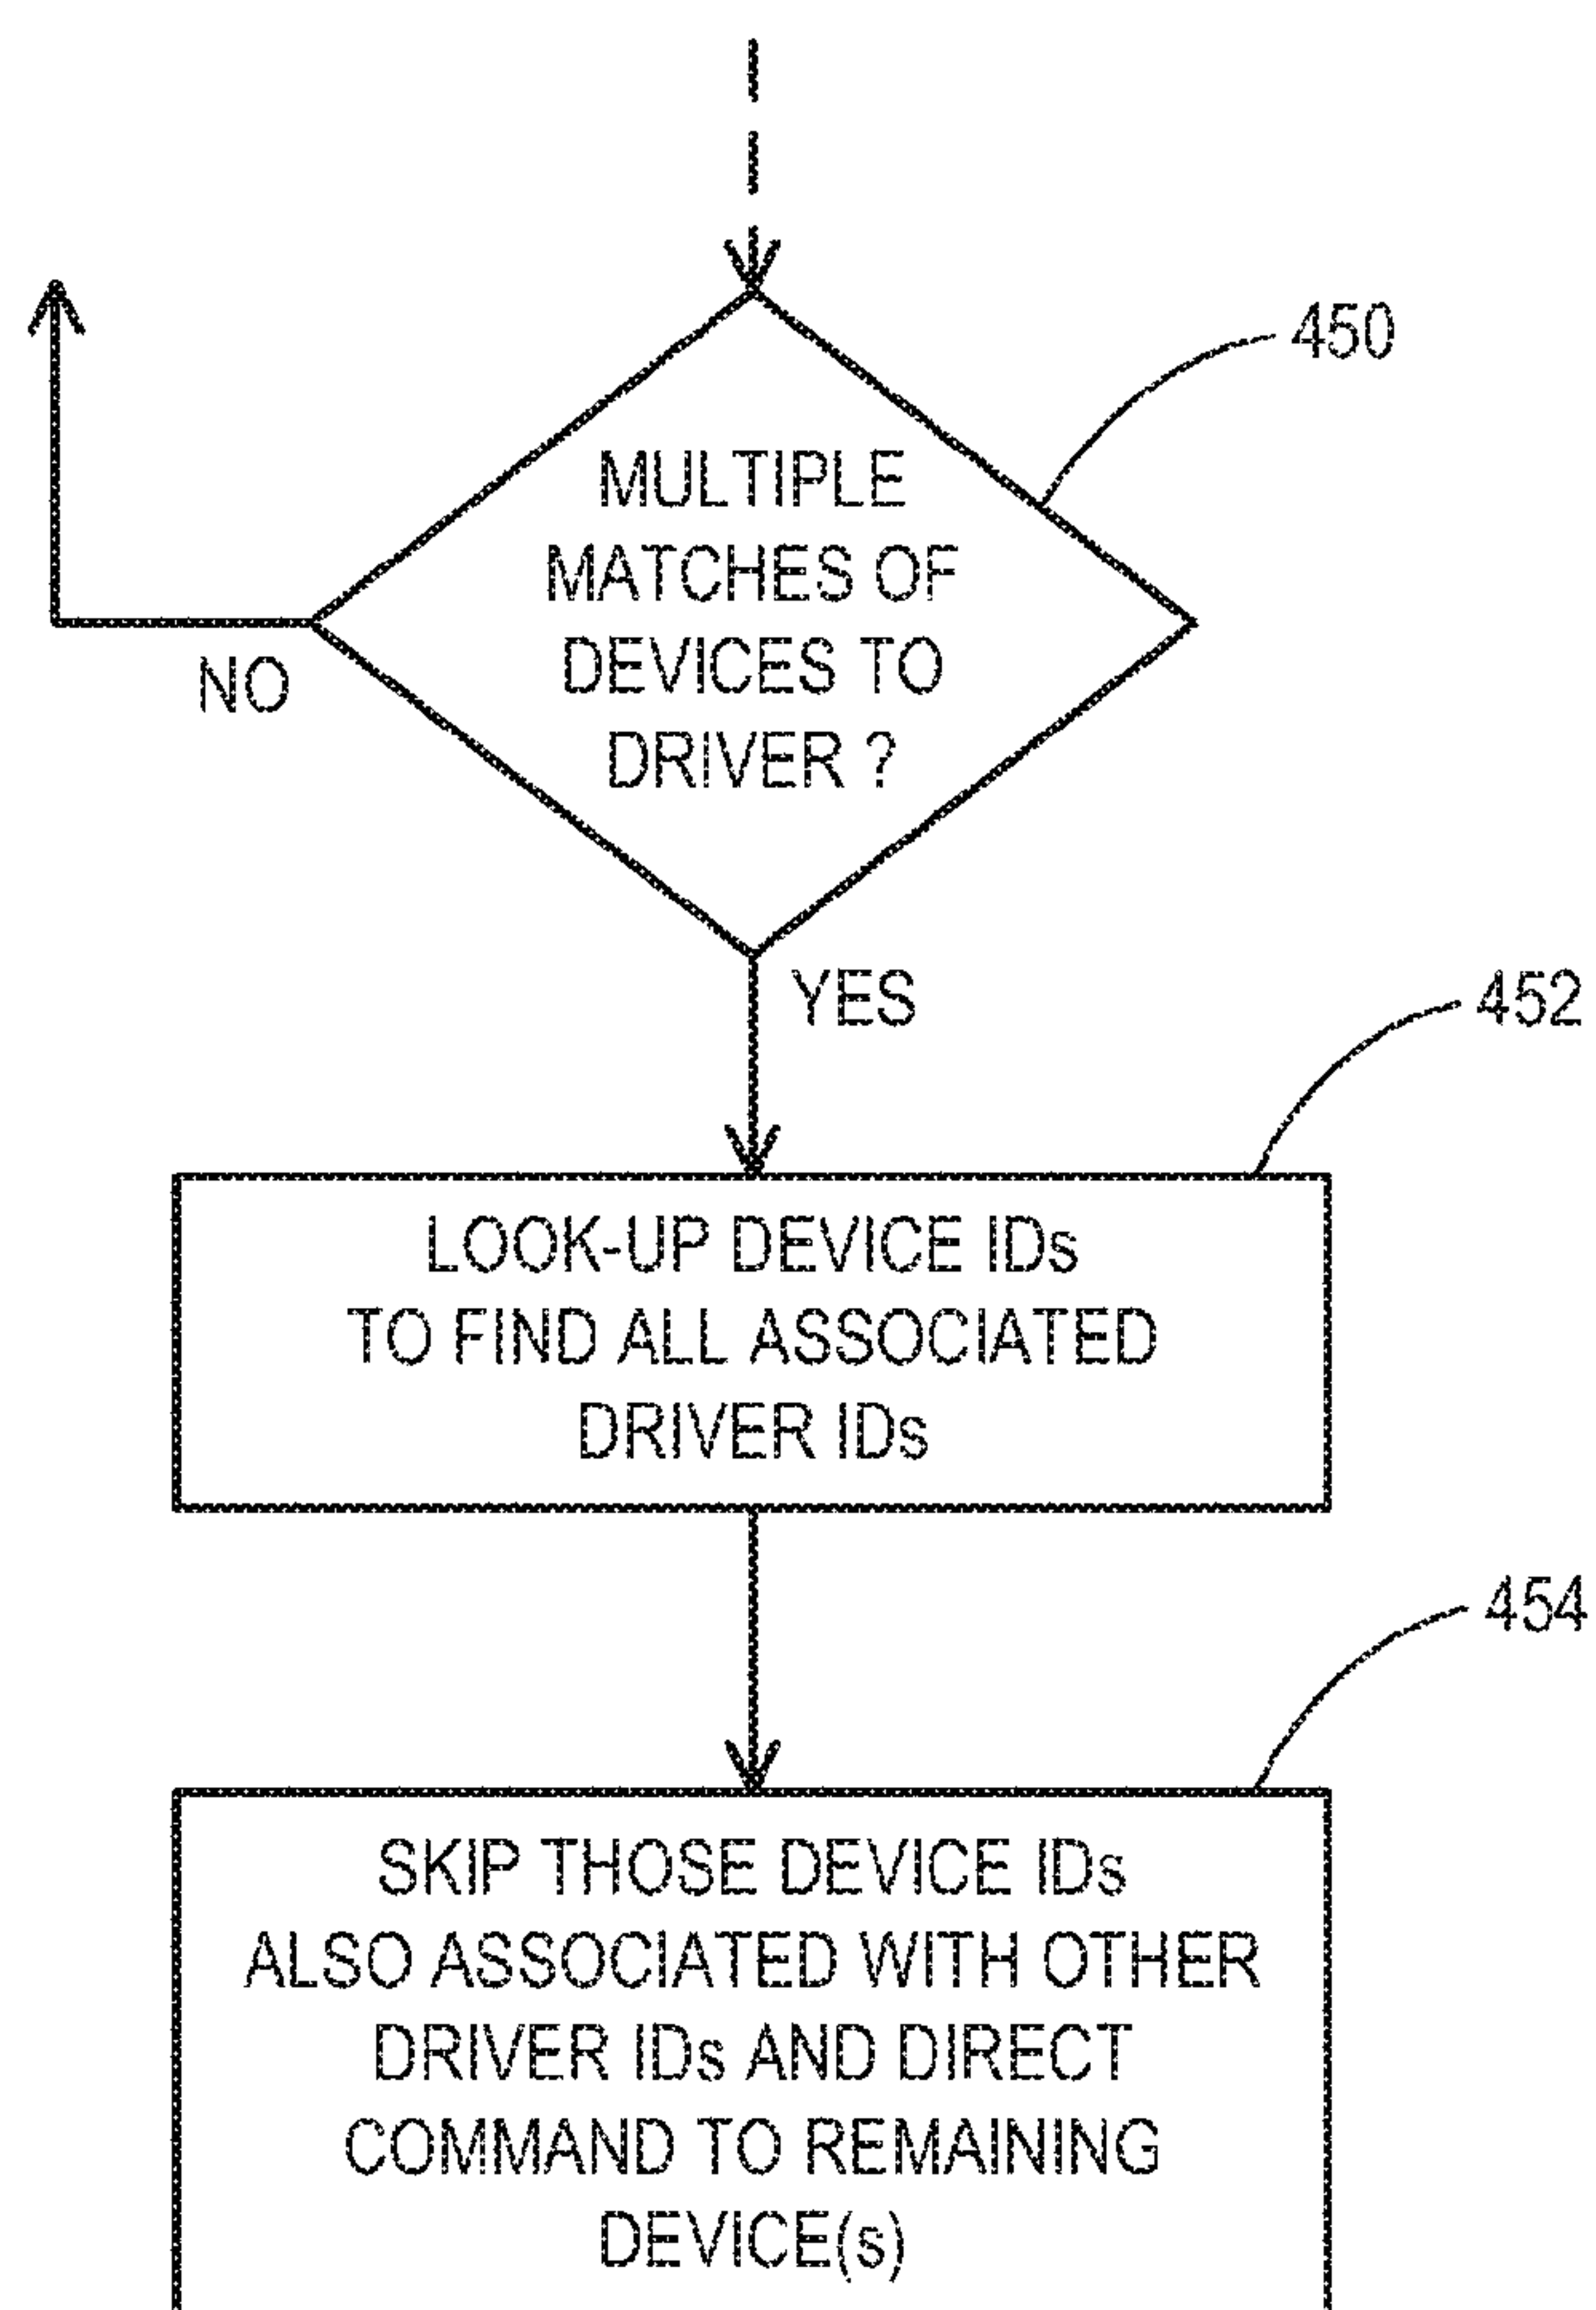 450
MULTIPLE
MATCHES OF
DEVICES TO
DRIVER ?
NO
YES
452
LOOK-UP DEVICE IDs
TO FIND ALL ASSOCIATED
DRIVER IDs
454
SKIP THOSE DEVICE IDs
ALSO ASSOCIATED WITH OTHER
DRIVER IDs AND DIRECT
COMMAND TO REMAINING
DEVICE(s)